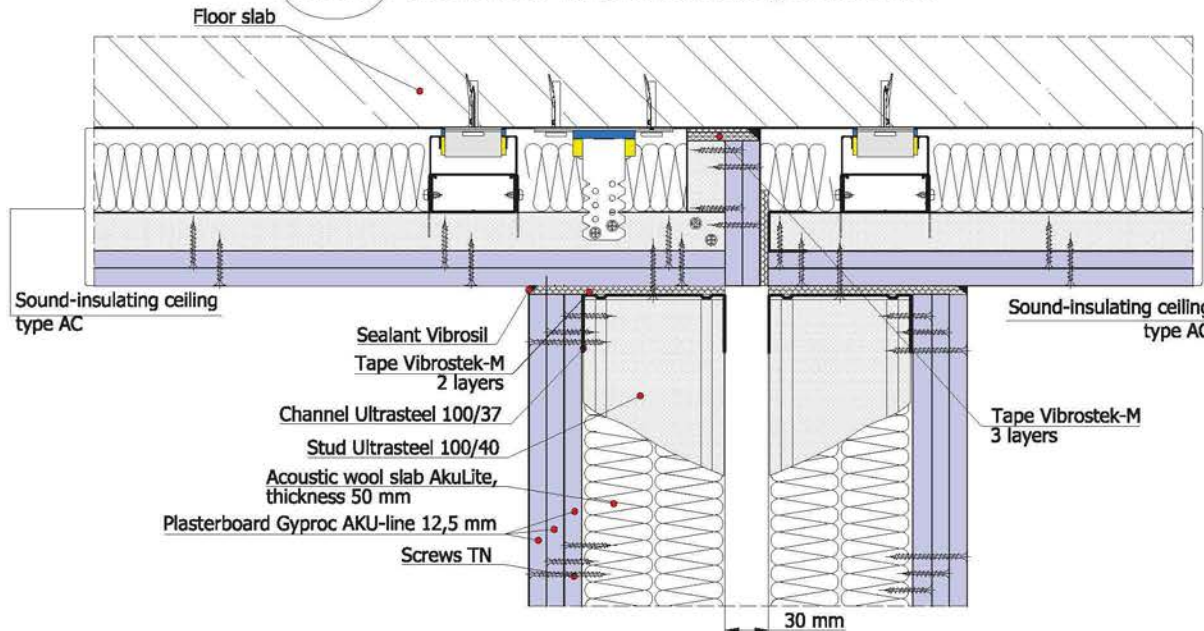 Floor slab
Sound-insulating ceiling
type AC
Sealant Vibrosil
Tape Vibrostek-M
2 layers
Channel Ultrasteel 100/37
Stud Ultrasteel 100/40
Acoustic wool slab AkuLite,
thickness 50 mm
Plasterboard Gyproc AKU-line 12,5 mm
Screws TN
Sound-insulating ceiling
type AC
Tape Vibrostek-M
3 layers
30 mm